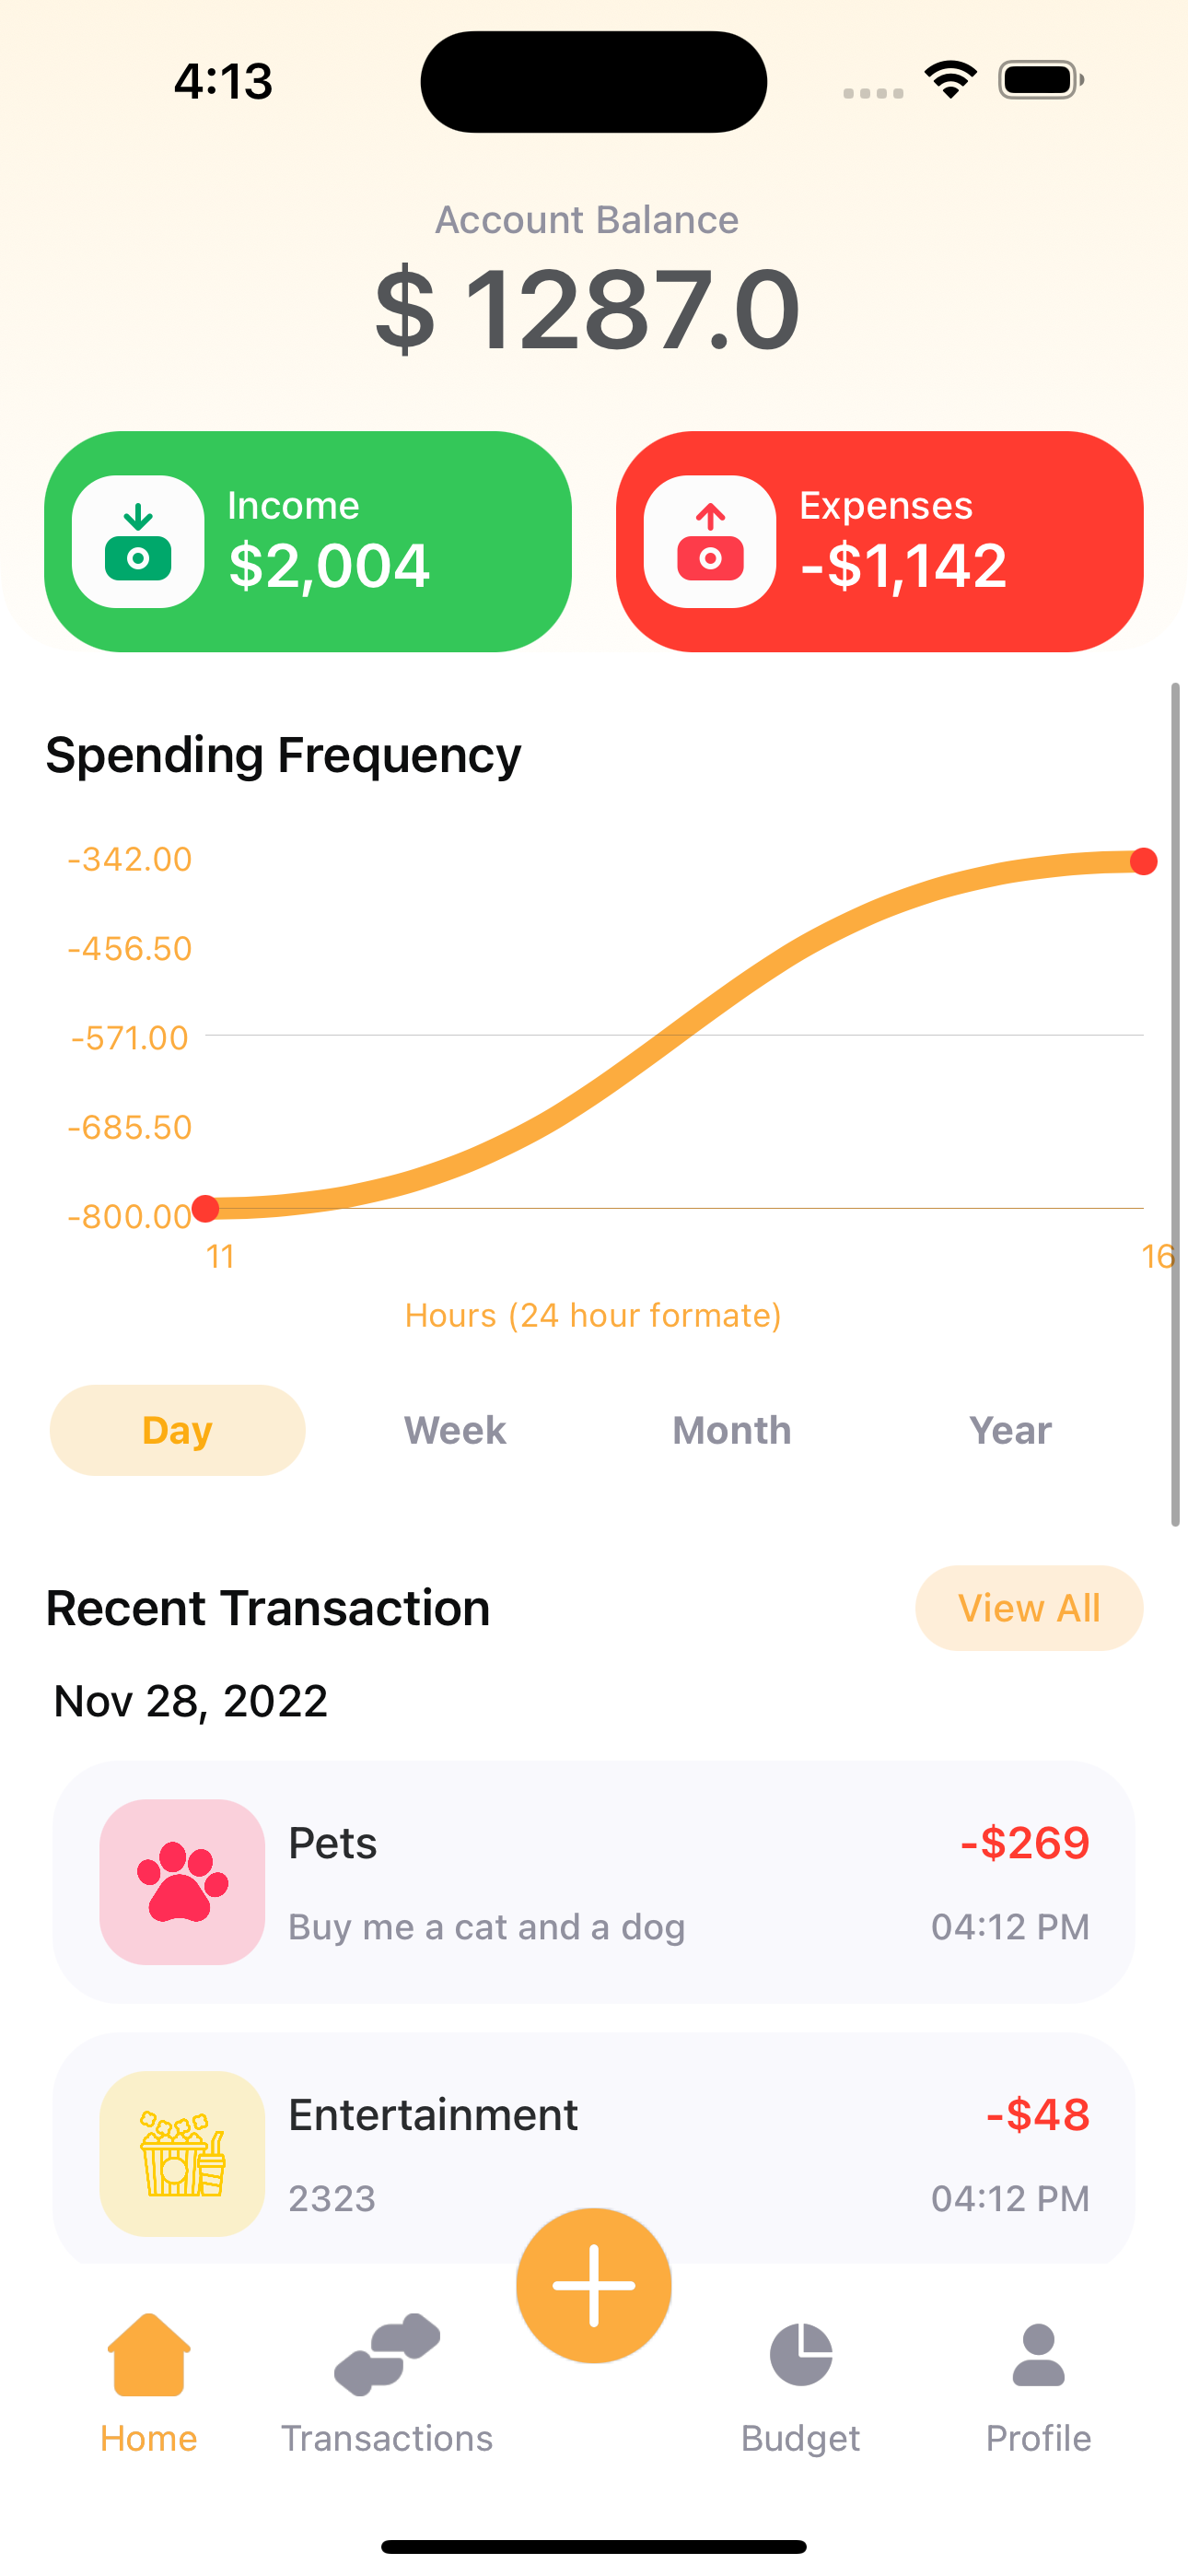 4:13
Account Balance
$ 1287.0
Income
$2,004
Expenses
-$1,142
Spending Frequency
-342.00
-456.50
-571.00
-685.50
-800.00
11
16
Hours (24 hour formate)
Day
Week
Month
Year
Recent Transaction
View All
Nov 28, 2022
Pets
-$269
Buy me a cat and a dog
04:12 PM
Entertainment
-$48
2323
04:12 PM
Home
Transactions
Budget
Profile